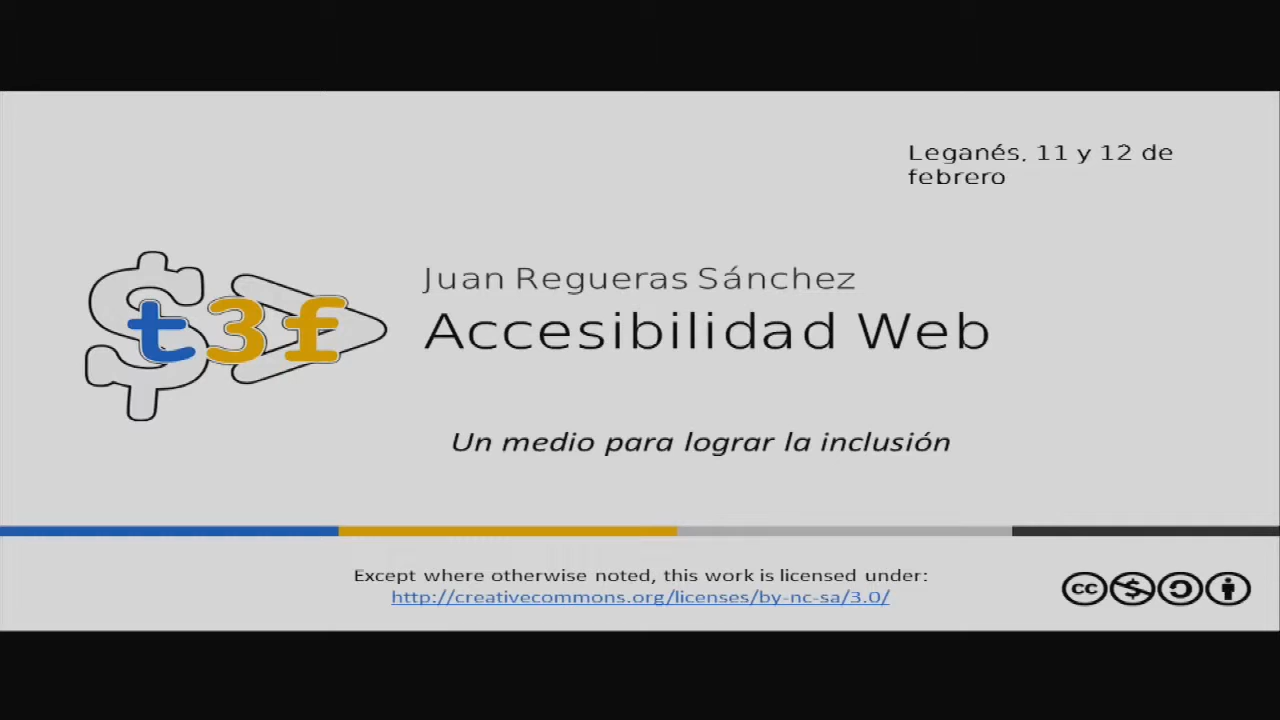 Leganés, 11 y 12 de
febrero
Juan Regueras Sánchez
$t3f>
Accesibilidad Web
Un medio para lograr la inclusión
Except where otherwise noted, this work is licensed under:
http://creativecommons.org/licenses/by-nc-sa/3.0/
cc